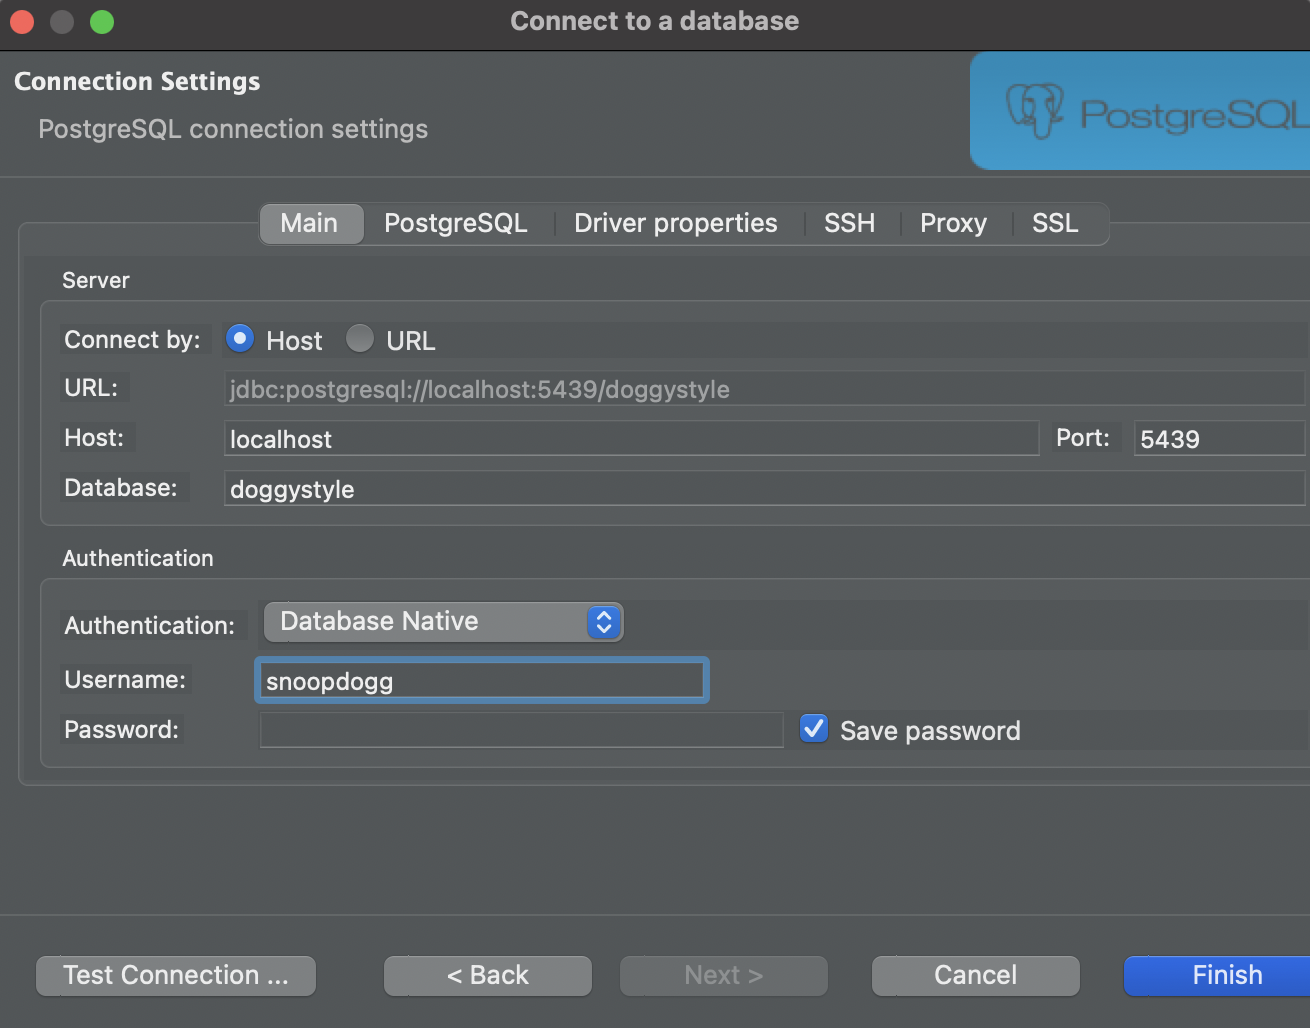 Connect to a database
Connection Settings
PostgreSQL connection settings
PostgreSQL
Main PostgreSQL Driver properties SSH Proxy SSL
Server
Connect by: Host URL
URL: jdbc:postgresql://localhost:5439/doggystyle
Host: localhost Port: 5439
Database: doggystyle
Authentication
Authentication: Database Native
Username: snoopdogg
Password: Save password
Test Connection ... < Back Next > Cancel Finish